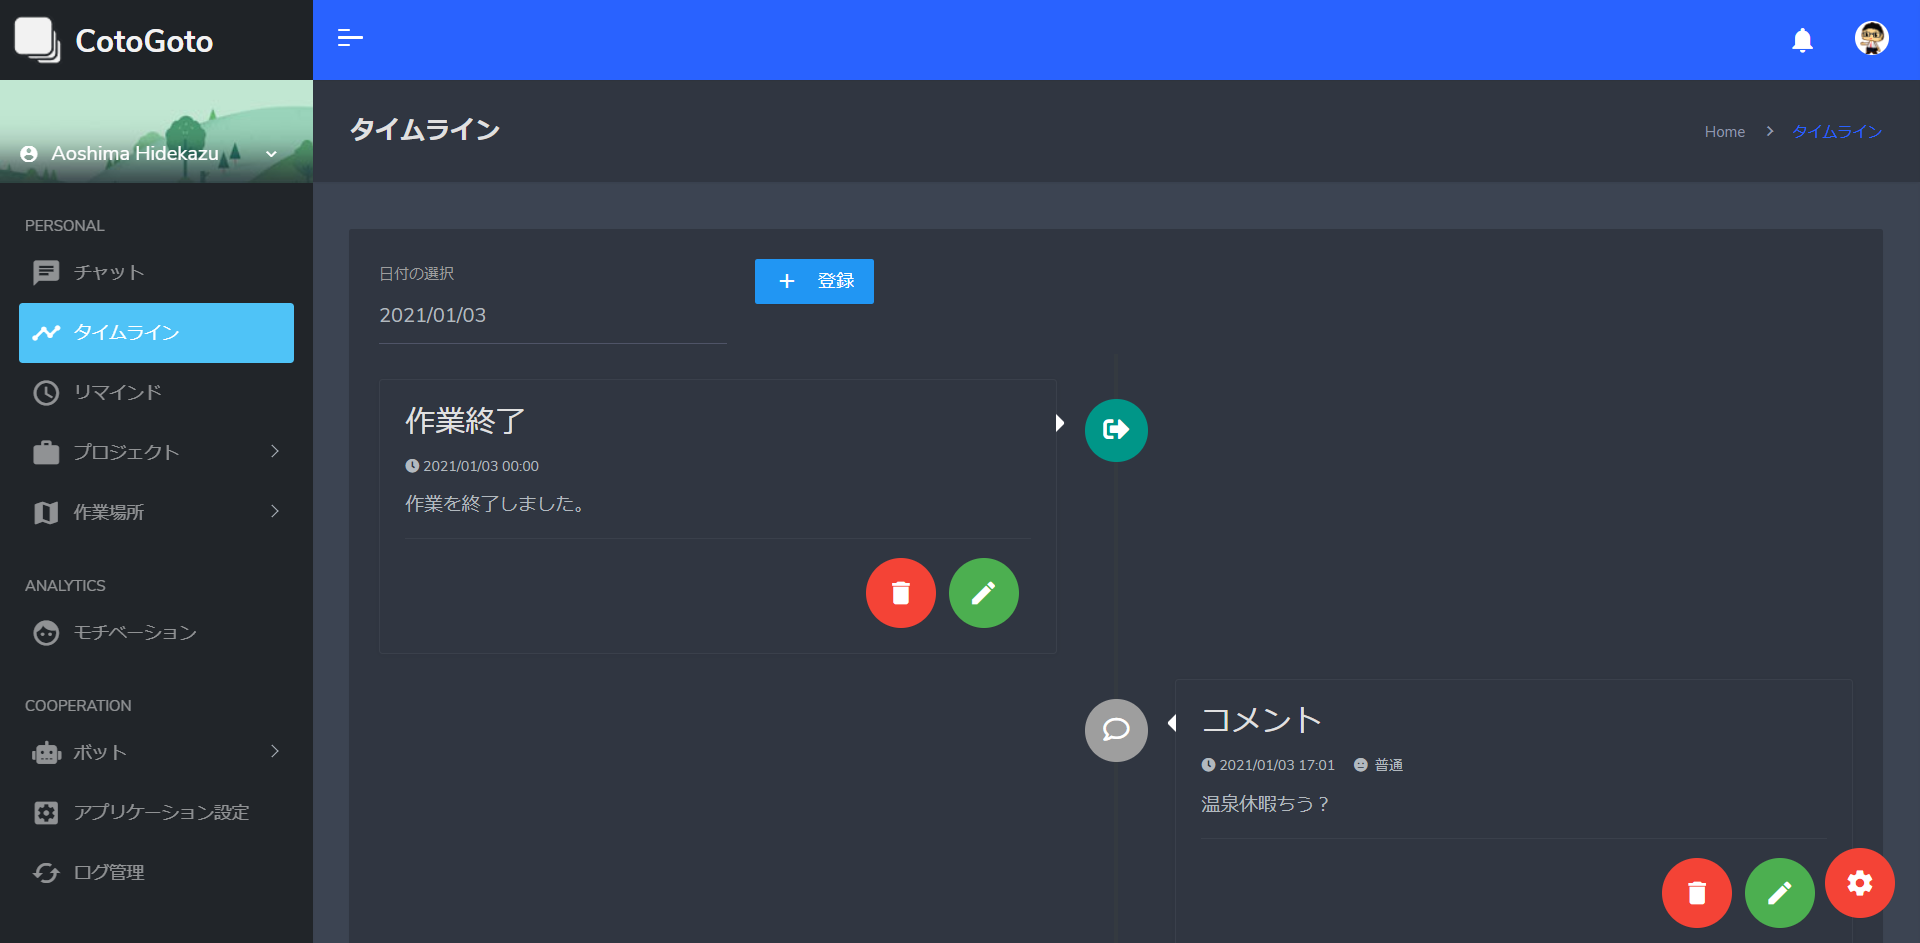 CotoGoto
Aoshima Hidekazu
PERSONAL
チャット
タイムライン
リマインド
プロジェクト
作業場所
ANALYTICS
モチベーション
COOPERATION
ボット
アプリケーション設定
ログ管理
タイムライン
Home
タイムライン
日付の選択
2021/01/03
登録
作業終了
2021/01/03 00:00
作業を終了しました。
コメント
2021/01/03 17:01 普通
温泉休暇ちう？